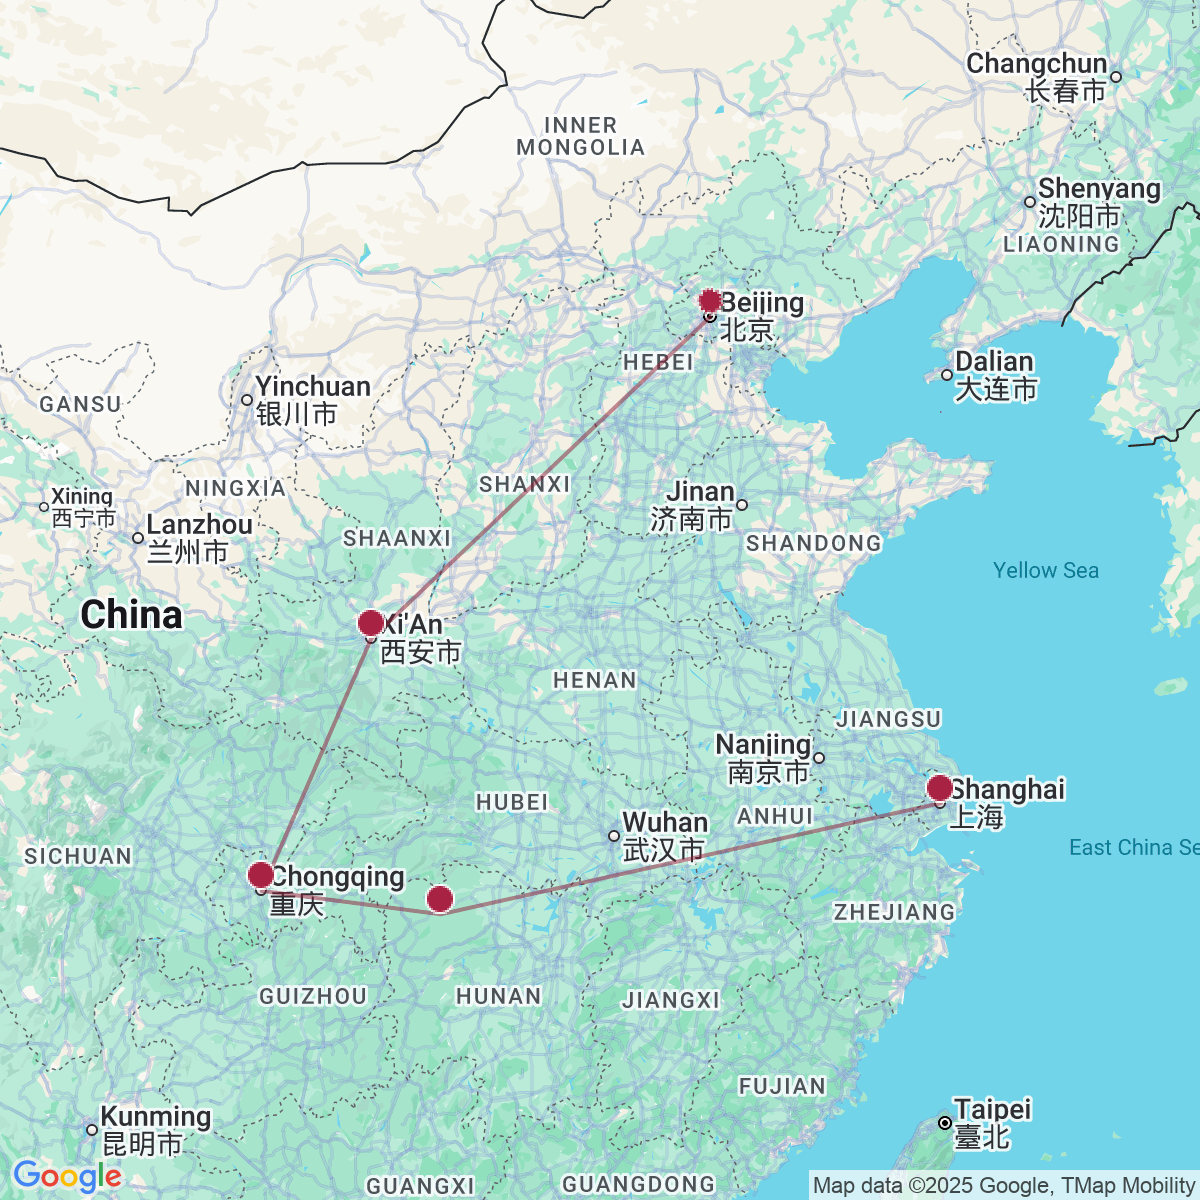 Changchun
长春市
INNER
MONGOLIA
Shenyang
沈阳市
LIAONING
Beijing
北京
HEBEI
Dalian
大连市
Yinchuan
银川市
GANSU
SHANXI
NINGXIA
Jinan
济南市
Xining
西宁市
Lanzhou
兰州市
SHAANXI
SHANDONG
Yellow Sea
China
Xi'An
西安市
HENAN
JIANGSU
Nanjing
南京市
Shanghai
上海
HUBEI
ANHUI
Wuhan
武汉市
East China Se
SICHUAN
Chongqing
重庆
ZHEJIANG
GUIZHOU
HUNAN
JIANGXI
FUJIAN
Kunming
昆明市
Taipei
臺北
Google
GUANGXI
GUANGDONG
Map data ©2025 Google, TMap Mobility